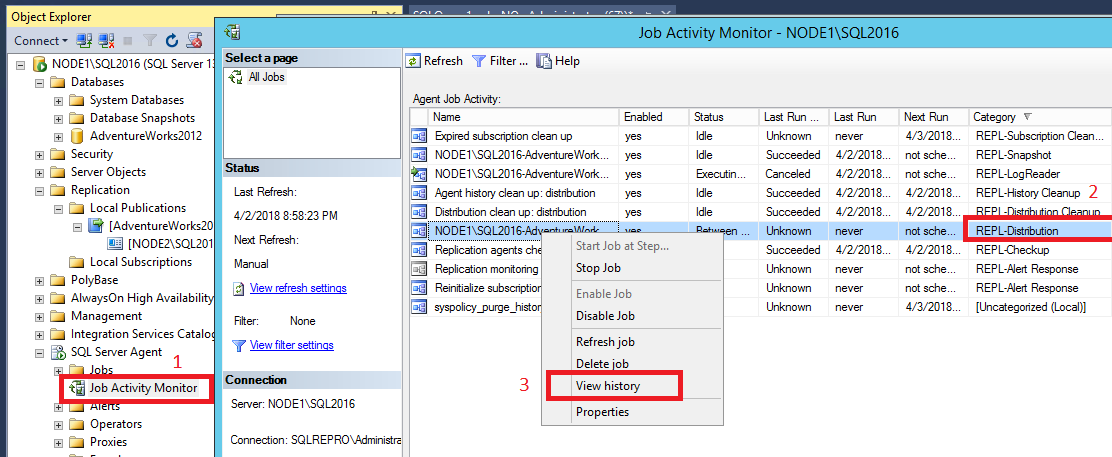 Object Explorer
Connect
NODE1\SQL2016 (SQL Server 13
Databases
System Databases
Database Snapshots
AdventureWorks2012
Security
Server Objects
Replication
Local Publications
[AdventureWorks20
[NODE2\SQL201
Local Subscriptions
PolyBase
AlwaysOn High Availability
Management
Integration Services Catalog
SQL Server Agent
1
Jobs
Job Activity Monitor
Alerts
Operators
Proxies
Job Activity Monitor - NODE1\SQL2016
Select a page
All Jobs
Status
Last Refresh:
4/2/2018 8:58:23 PM
Next Refresh:
Manual
View refresh settings
Filter: None
View filter settings
Connection
Server: NODE1\SQL2016
Connection: SQLREPRO\Administra
Refresh Filter ... Help
Agent Job Activity:
Name Enabled Status Last Run ... Last Run Next Run Category
Expired subscription clean up yes Idle Unknown never 4/3/2018... REPL-Subscription Clean...
NODE1\SQL2016-AdventureWork... yes Idle Succeeded 4/2/2018... not sche... REPL-Snapshot
NODE1\SQL2016-AdventureWork... yes Executin... Canceled 4/2/2018... not sche... REPL-LogReader
Agent history clean up: distribution yes Idle Succeeded 4/2/2018... 4/2/2018... REPL-History Cleanup 2
Distribution clean up: distribution yes Idle Succeeded 4/2/2018... 4/2/2018... REPL-Distribution Cleanup
NODE1\SQL2016-AdventureWork... yes Between ... Unknown never not sche... REPL-Distribution
Replication agents che Succeeded 4/2/2018... 4/2/2018... REPL-Checkup
Replication monitoring Unknown never not sche... REPL-Alert Response
Reinitialize subscription Unknown never not sche... REPL-Alert Response
syspolicy_purge_histor Unknown never 4/3/2018... [Uncategorized (Local)]
Start Job at Step...
Stop Job
Enable Job
Disable Job
Refresh job
Delete job
3 View history
Properties